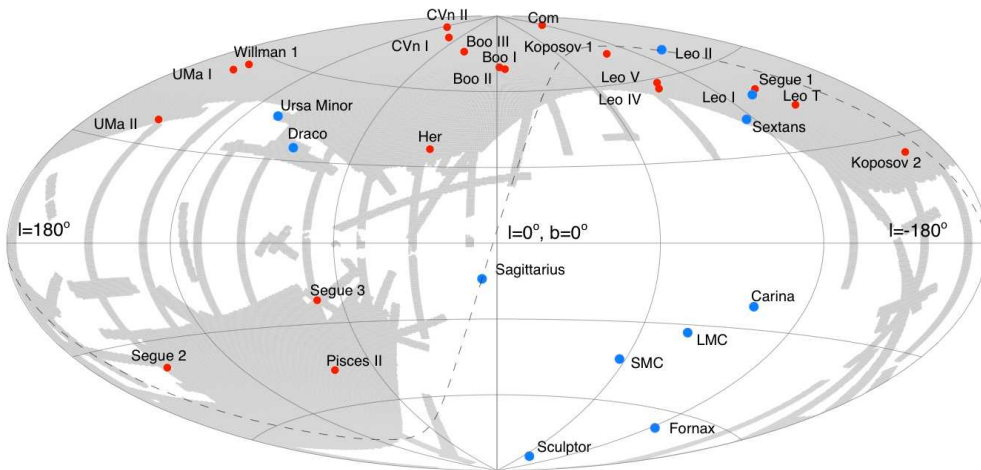 CVn II
Com
CVn I
Boo III
Koposov 1
Leo II
Willman 1
Boo I
UMa I
Boo II
Leo V
Segue 1
Leo IV
Leo I
Leo T
Ursa Minor
UMa II
Draco
Her
Sextans
Koposov 2
l=180°
l=0°, b=0°
l=-180°
Sagittarius
Segue 3
Carina
LMC
Segue 2
Pisces II
SMC
Fornax
Sculptor